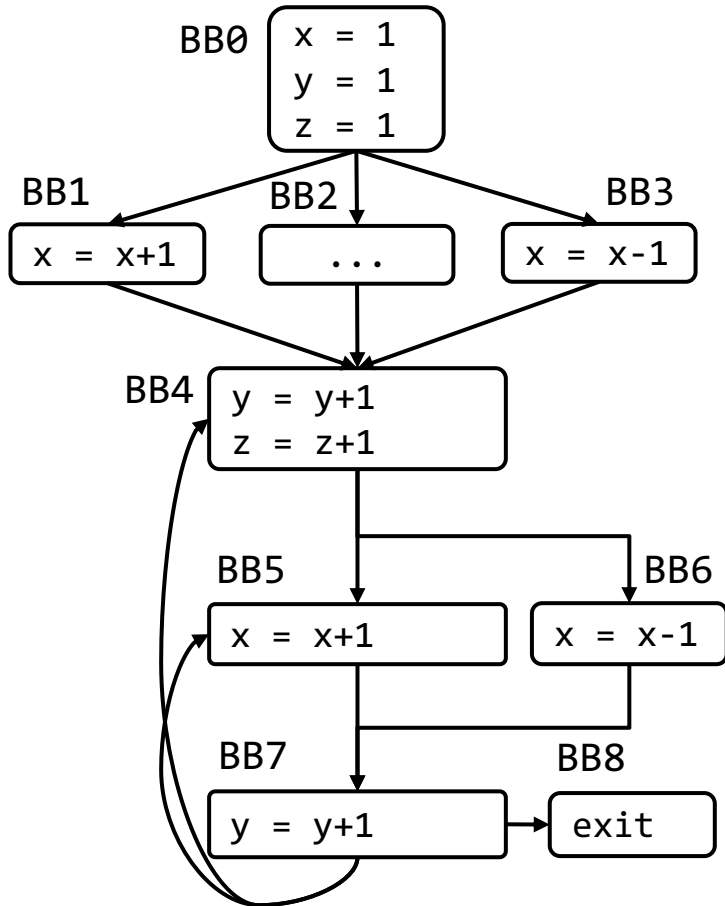 BB0
x = 1
y = 1
z = 1
BB1
BB2
BB3
x = x+1
...
x = x-1
BB4
y = y+1
z = z+1
BB5
BB6
x = x+1
x = x-1
BB7
BB8
y = y+1
exit